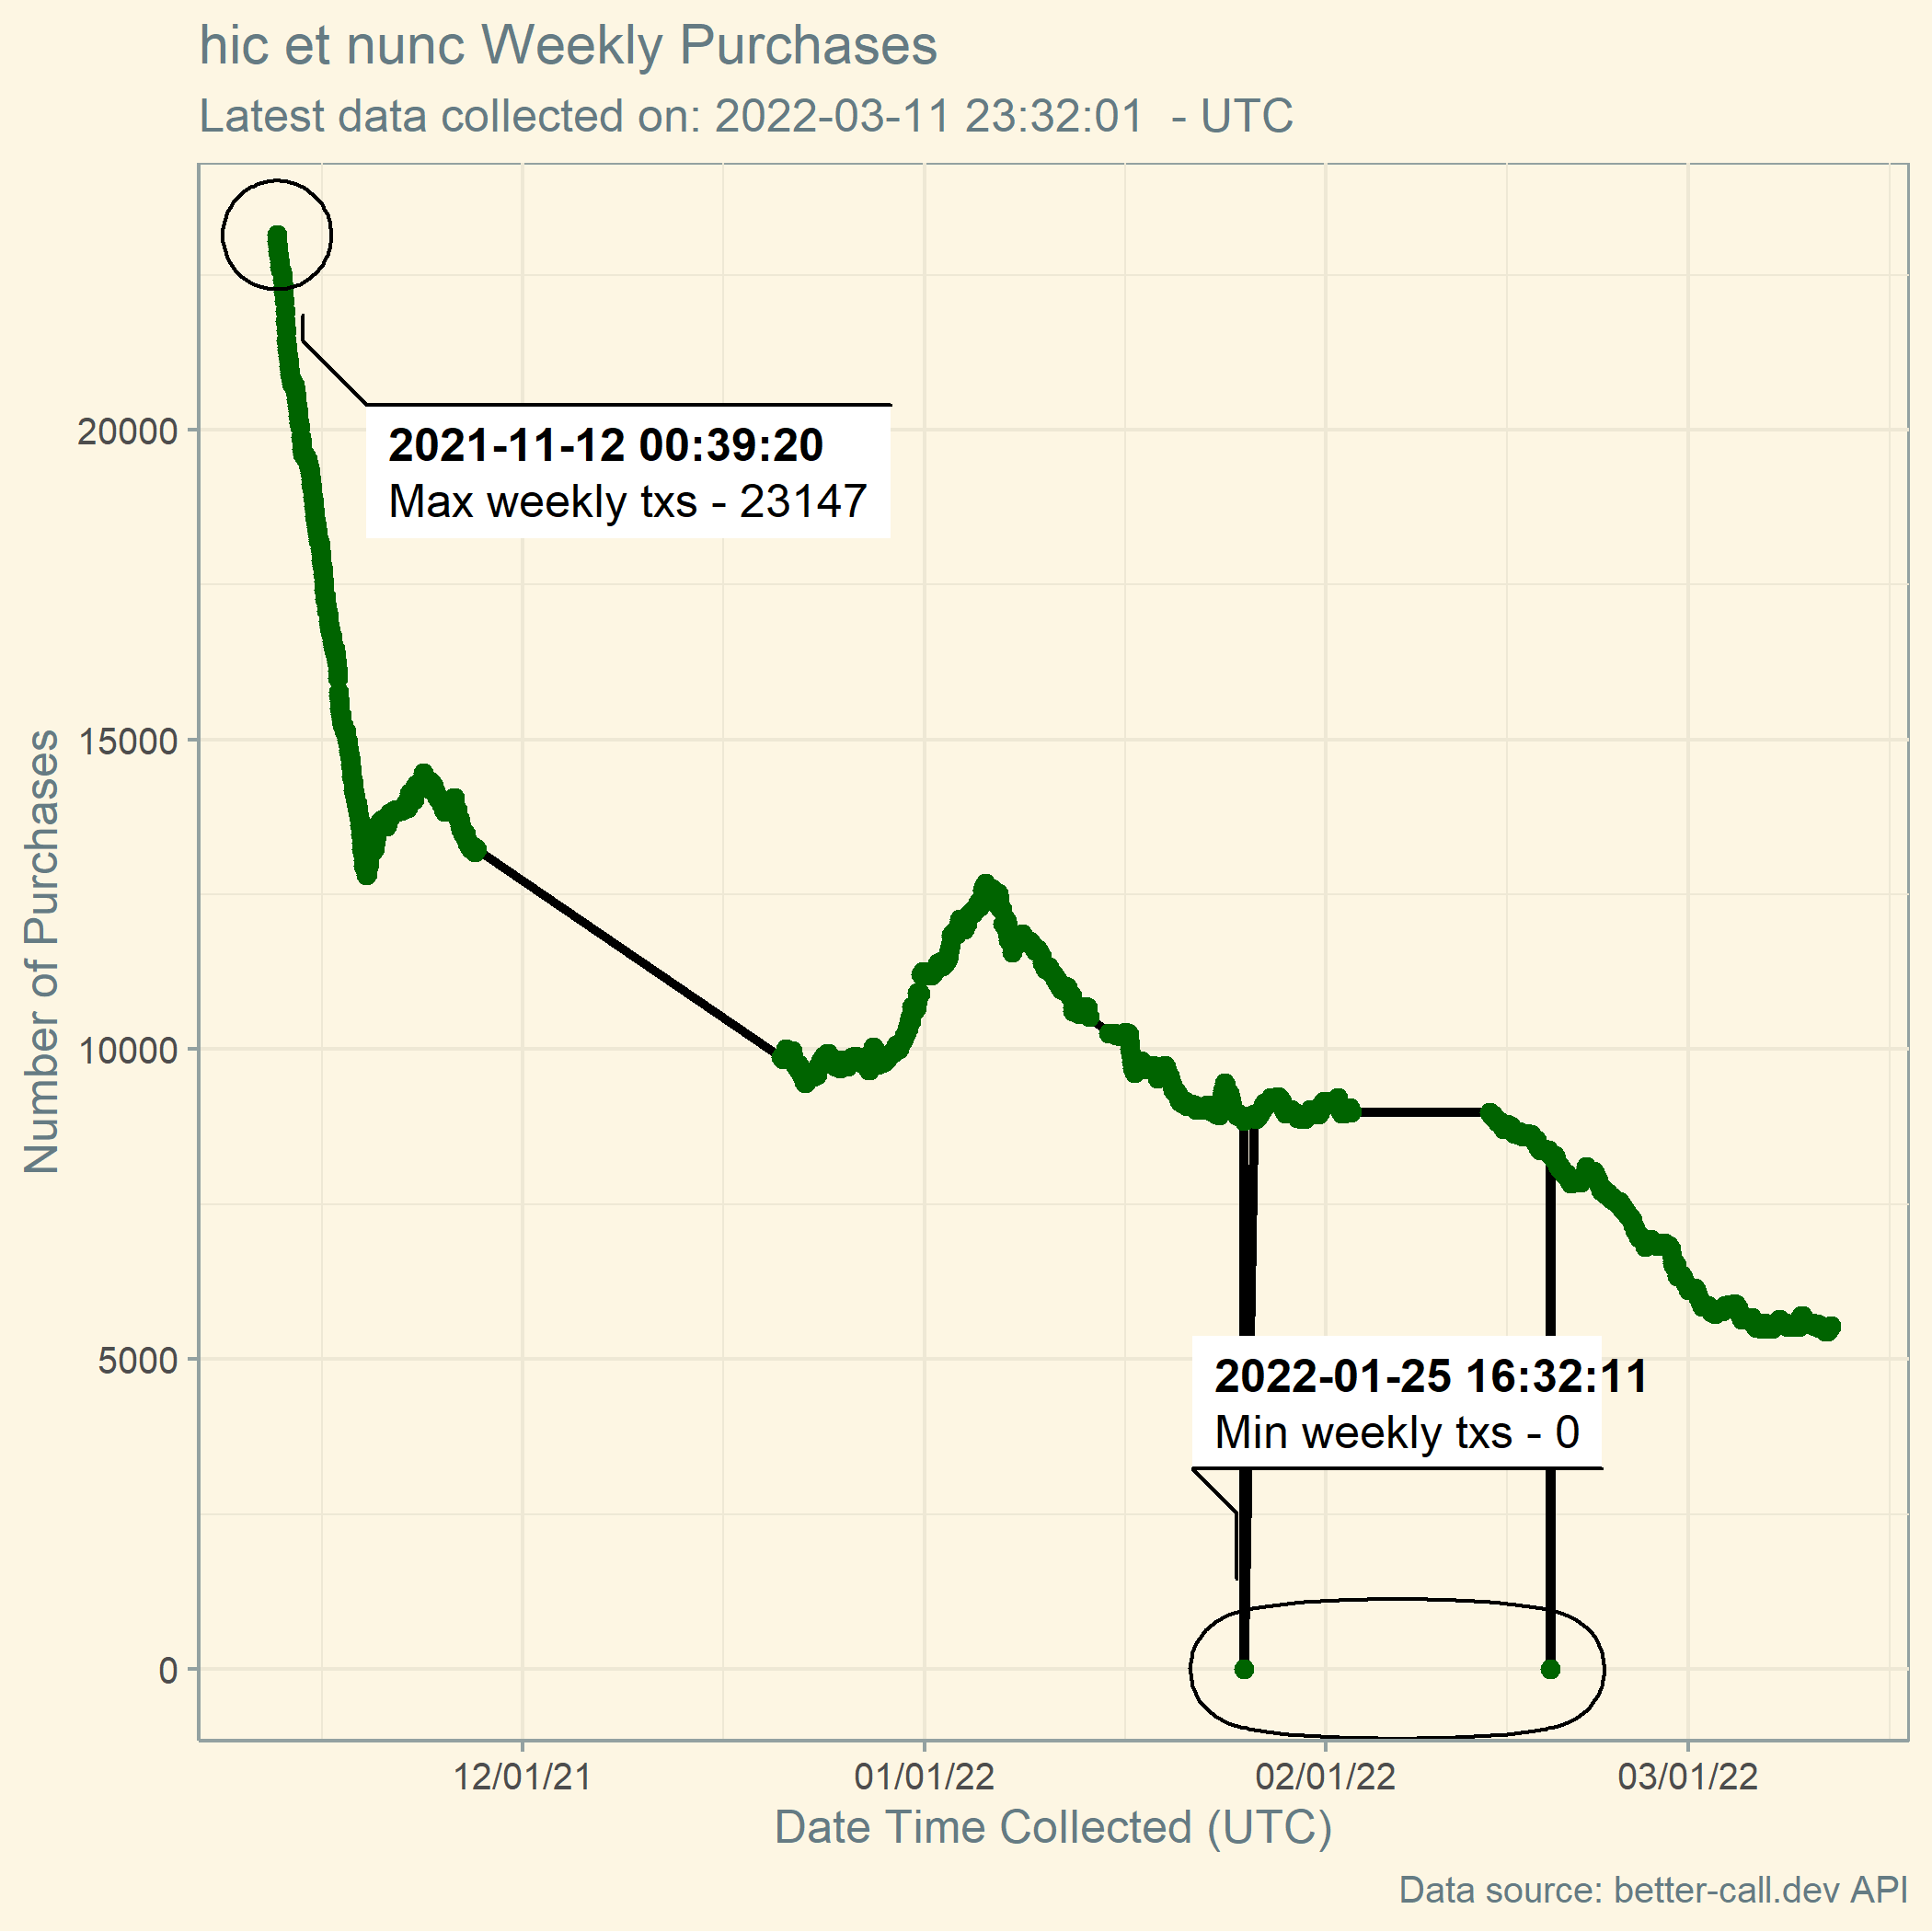 hic et nunc Weekly Purchases
Latest data collected on: 2022-03-11 23:32:01  - UTC
Number of Purchases
20000
15000
10000
5000
0
2021-11-12 00:39:20
Max weekly txs - 23147
2022-01-25 16:32:11
Min weekly txs - 0
12/01/21
01/01/22
02/01/22
03/01/22
Date Time Collected (UTC)
Data source: better-call.dev API